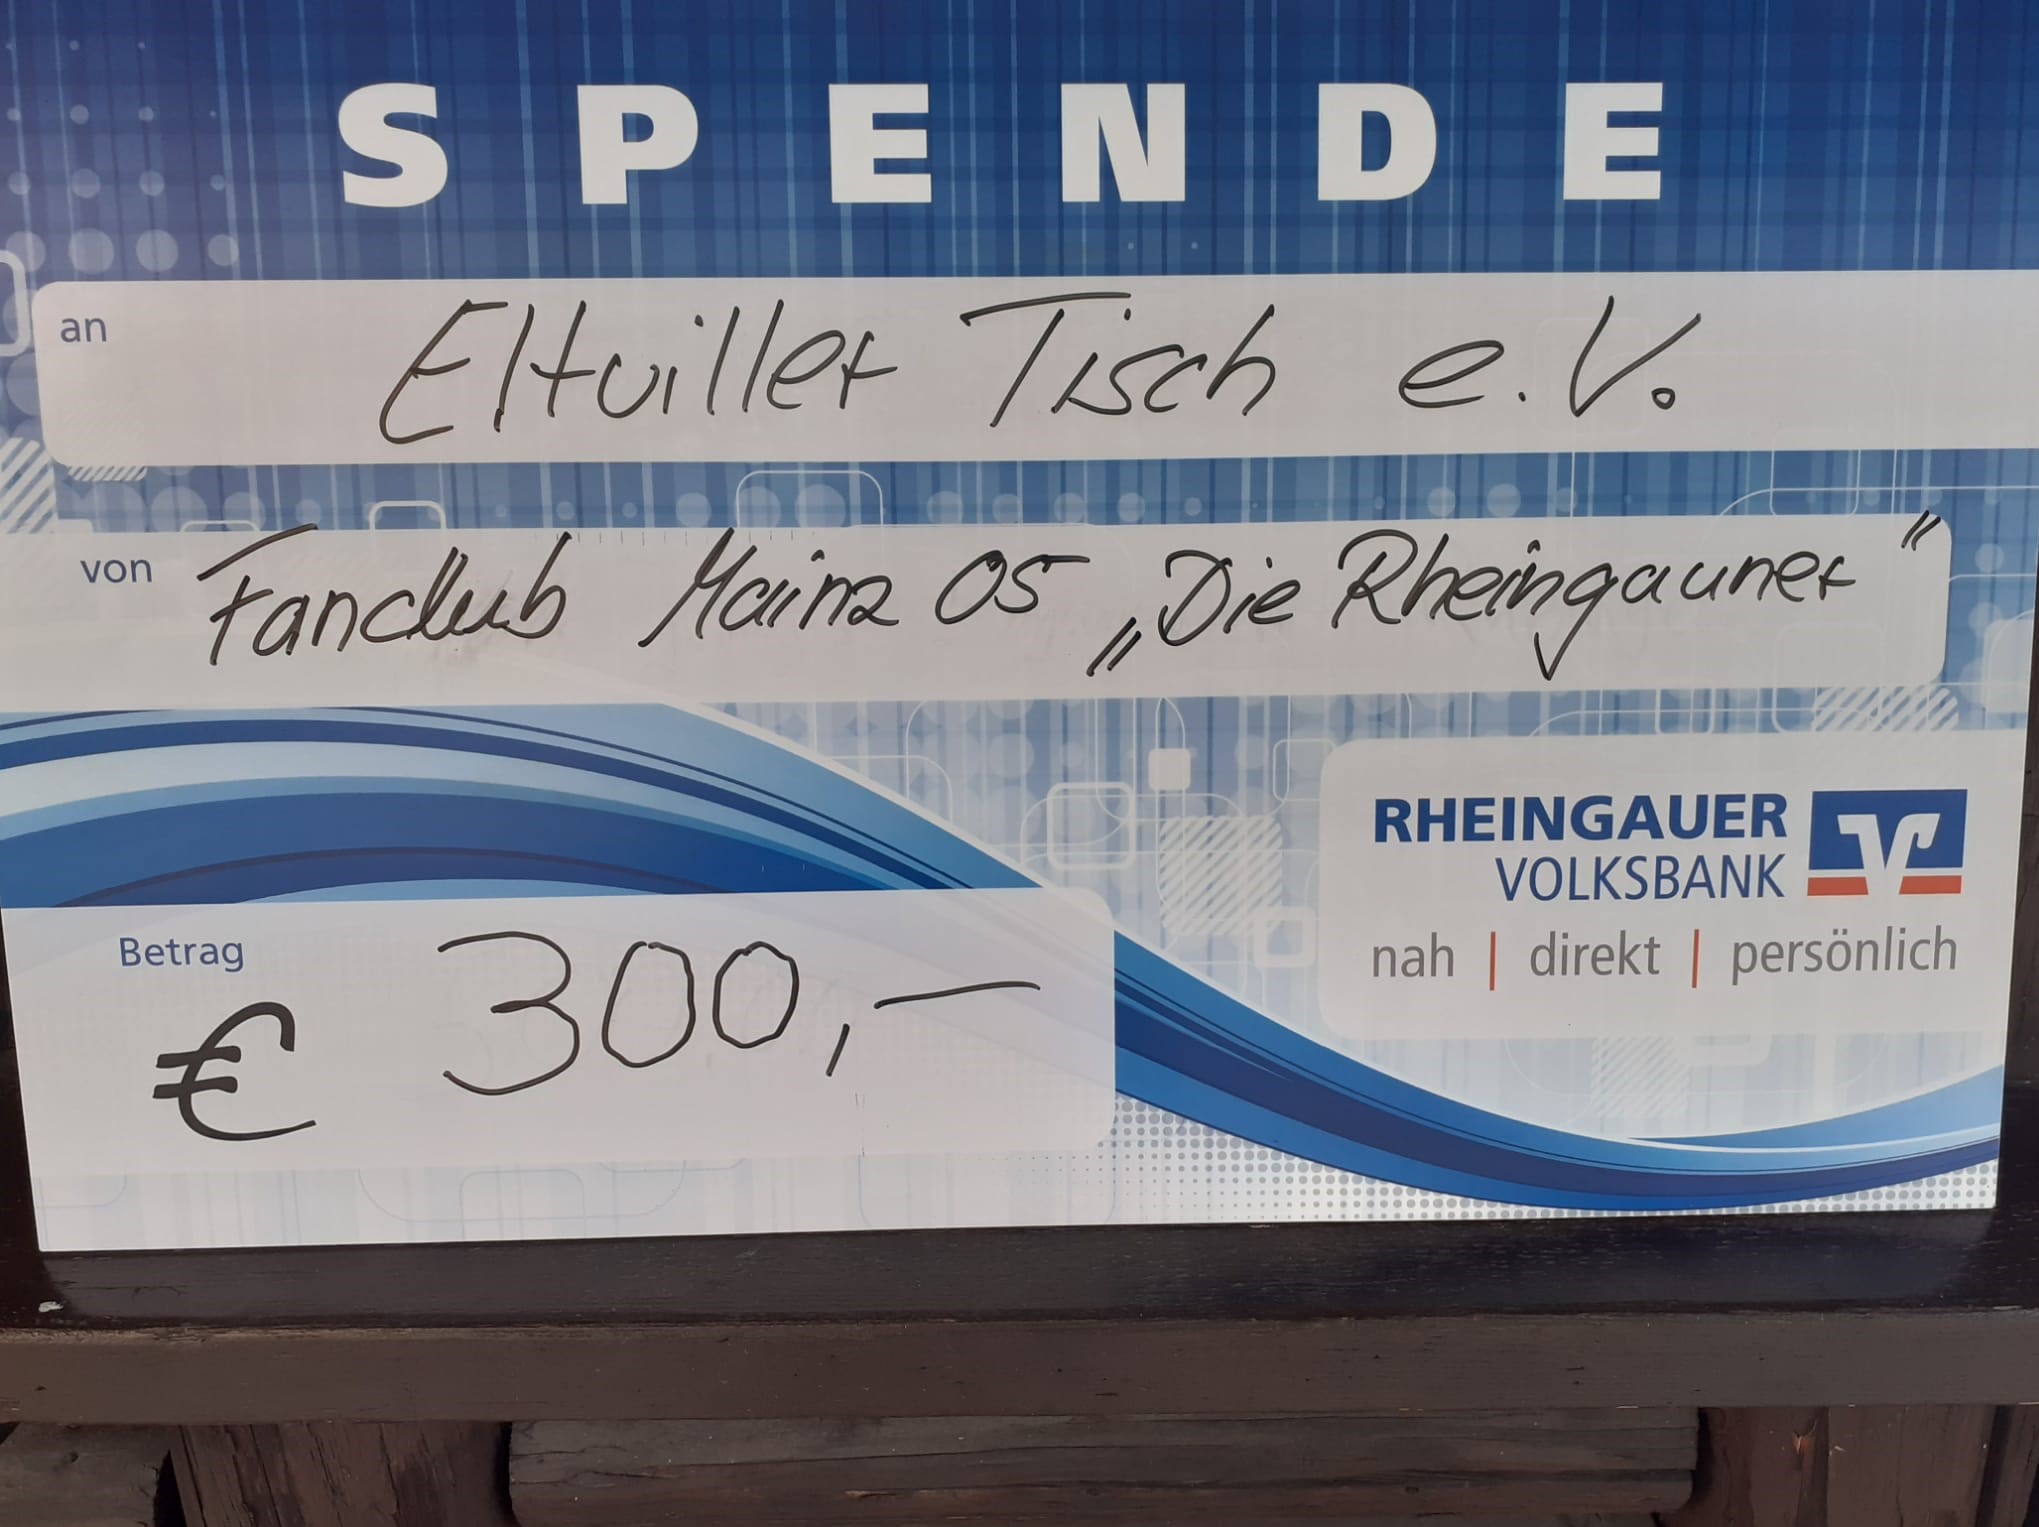 SPENDE
an Eltviller Tisch e.V.
von Fanclub Mainz 05 „Die Rheingauner"
RHEINGAUER
VOLKSBANK
nah | direkt | persönlich
Betrag
€ 300,—